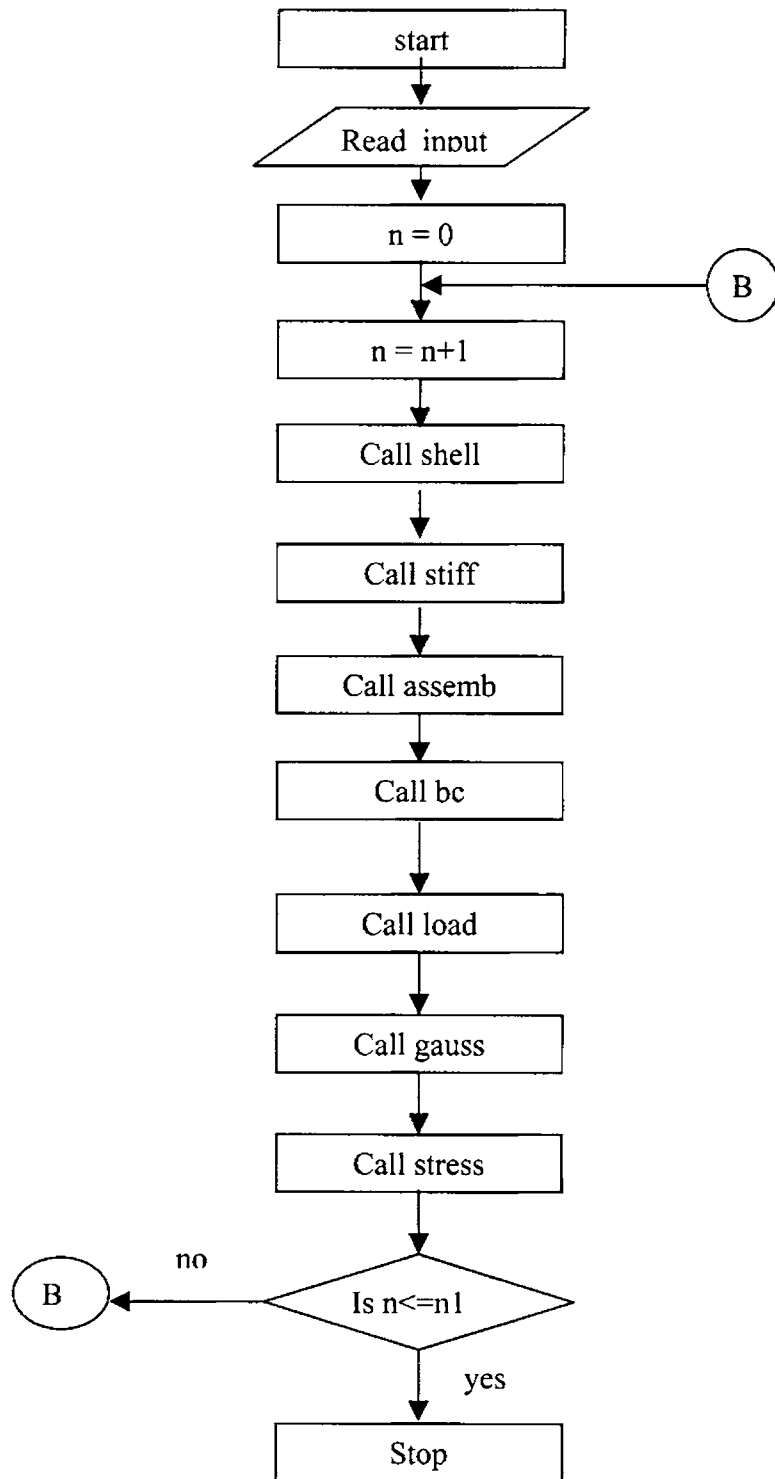 start
Read input
n = 0
B
n = n+1
Call shell
Call stiff
Call assemb
Call bc
Call load
Call gauss
Call stress
no
B
Is n<=n1
yes
Stop